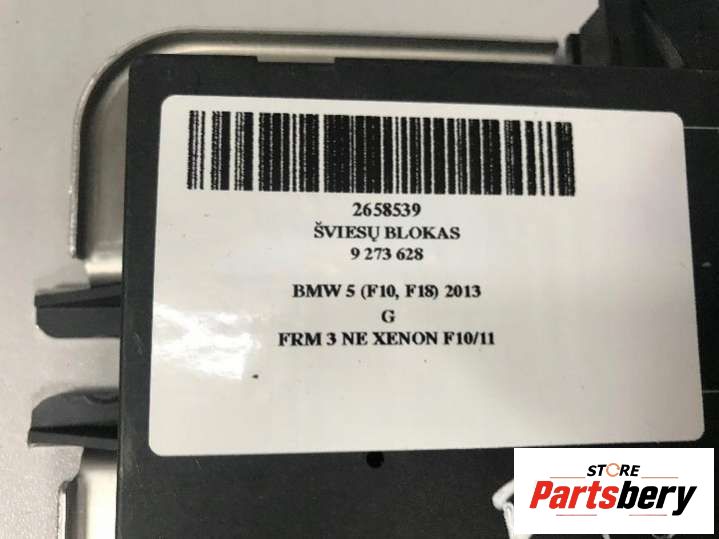 2658539
ŠVIESŲ BLOKAS
9 273 628
BMW 5 (F10, F18) 2013
G
FRM 3 NE XENON F10/11
STORE
Partsbery